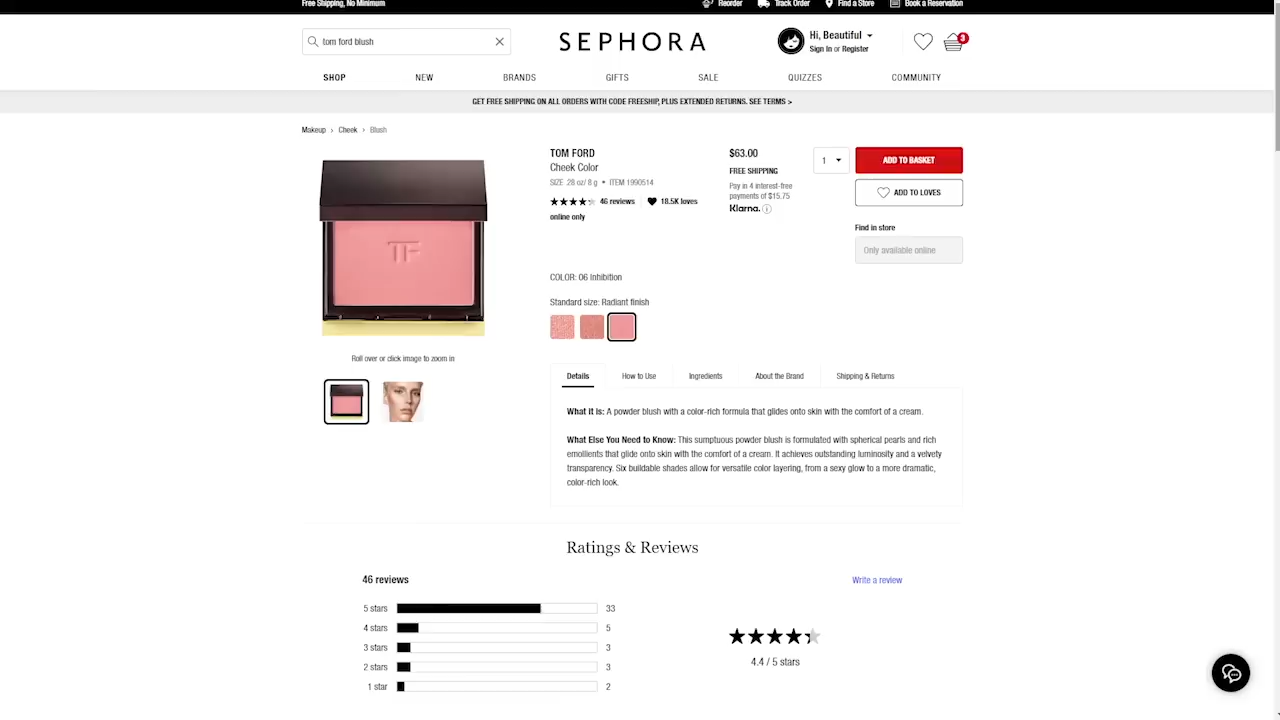 Free Shipping, No Minimum
Reorder
Track Order
Find a Store
Book a Reservation
tom ford blush
SEPHORA
Hi, Beautiful
Sign In or Register
3
SHOP
NEW
BRANDS
GIFTS
SALE
QUIZZES
COMMUNITY
GET FREE SHIPPING ON ALL ORDERS WITH CODE FREESHIP, PLUS EXTENDED RETURNS. SEE TERMS >
Makeup > Cheek > Blush
TF
Roll over or click image to zoom in
TOM FORD
Cheek Color
SIZE .28 oz/ 8 g • ITEM 1990514
46 reviews
18.5K loves
online only
$63.00
FREE SHIPPING
Pay in 4 interest-free
payments of $15.75
Klarna.
1
ADD TO BASKET
ADD TO LOVES
Find in store
Only available online
COLOR: 06 Inhibition
Standard size: Radiant finish
Details
How to Use
Ingredients
About the Brand
Shipping & Returns
What it is: A powder blush with a color-rich formula that glides onto skin with the comfort of a cream.
What Else You Need to Know: This sumptuous powder blush is formulated with spherical pearls and rich
emollients that glide onto skin with the comfort of a cream. It achieves outstanding luminosity and a velvety
transparency. Six buildable shades allow for versatile color layering, from a sexy glow to a more dramatic,
color-rich look.
Ratings & Reviews
46 reviews
Write a review
5 stars 33
4 stars 5
3 stars 3
2 stars 3
1 star 2
4.4 / 5 stars